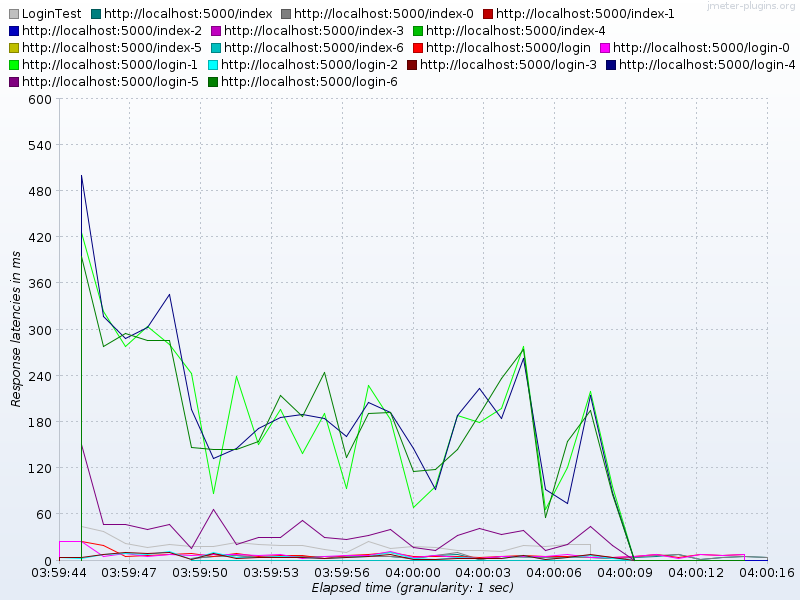 jmeter-plugins.org
LoginTest http://localhost:5000/index http://localhost:5000/index-0 http://localhost:5000/index-1
http://localhost:5000/index-2 http://localhost:5000/index-3 http://localhost:5000/index-4
http://localhost:5000/index-5 http://localhost:5000/index-6 http://localhost:5000/login http://localhost:5000/login-0
http://localhost:5000/login-1 http://localhost:5000/login-2 http://localhost:5000/login-3 http://localhost:5000/login-4
http://localhost:5000/login-5 http://localhost:5000/login-6
600
540
480
420
360
300
240
180
120
60
0
Response latencies in ms
03:59:44 03:59:47 03:59:50 03:59:53 03:59:56 04:00:00 04:00:03 04:00:06 04:00:09 04:00:12 04:00:16
Elapsed time (granularity: 1 sec)